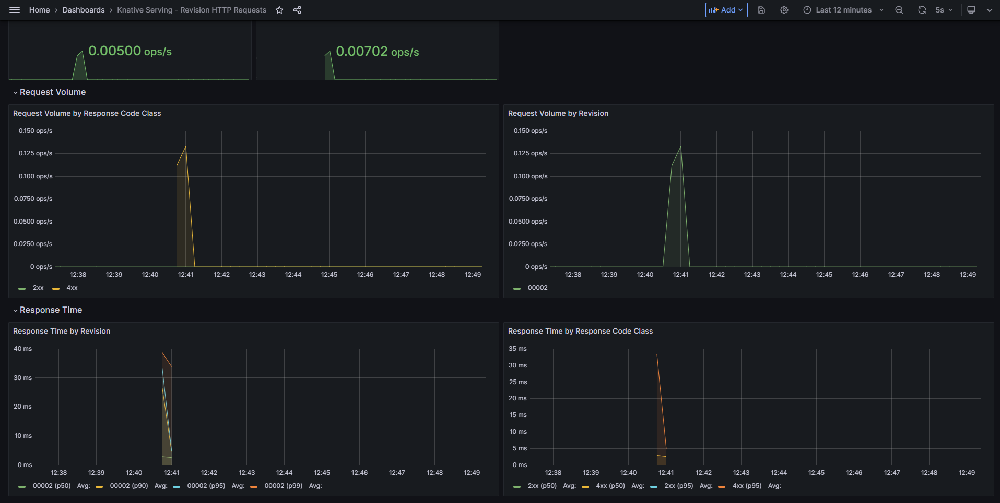 Home › Dashboards › Knative Serving - Revision HTTP Requests
Add
Last 12 minutes
5s
0.00500 ops/s
0.00702 ops/s
Request Volume
Request Volume by Response Code Class
0.150 ops/s
0.125 ops/s
0.100 ops/s
0.0750 ops/s
0.0500 ops/s
0.0250 ops/s
0 ops/s
12:38 12:39 12:40 12:41 12:42 12:43 12:44 12:45 12:46 12:47 12:48 12:49
2xx 4xx
Request Volume by Revision
0.150 ops/s
0.125 ops/s
0.100 ops/s
0.0750 ops/s
0.0500 ops/s
0.0250 ops/s
0 ops/s
12:38 12:39 12:40 12:41 12:42 12:43 12:44 12:45 12:46 12:47 12:48 12:49
00002
Response Time
Response Time by Revision
40 ms
30 ms
20 ms
10 ms
0 ms
12:38 12:39 12:40 12:41 12:42 12:43 12:44 12:45 12:46 12:47 12:48 12:49
00002 (p50) Avg: 00002 (p90) Avg: 00002 (p95) Avg: 00002 (p99) Avg:
Response Time by Response Code Class
35 ms
30 ms
25 ms
20 ms
15 ms
10 ms
5 ms
0 ms
12:38 12:39 12:40 12:41 12:42 12:43 12:44 12:45 12:46 12:47 12:48 12:49
2xx (p50) Avg: 4xx (p50) Avg: 2xx (p95) Avg: 4xx (p95) Avg: